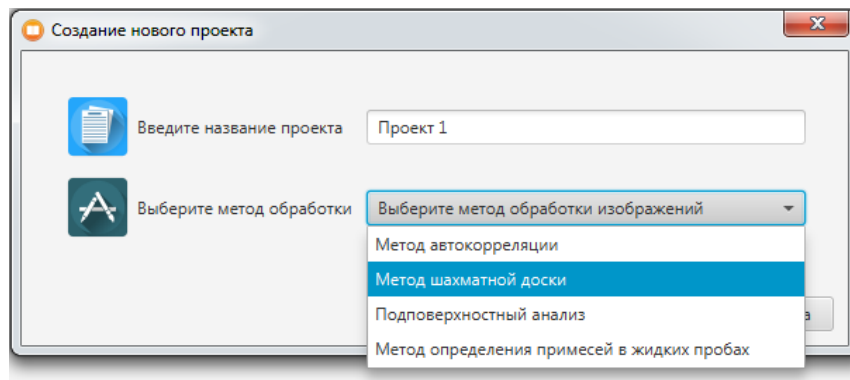 Создание нового проекта
Введите название проекта
Проект 1
Выберите метод обработки
Выберите метод обработки изображений
Метод автокорреляции
Метод шахматной доски
Подповерхностный анализ
Метод определения примесей в жидких пробах